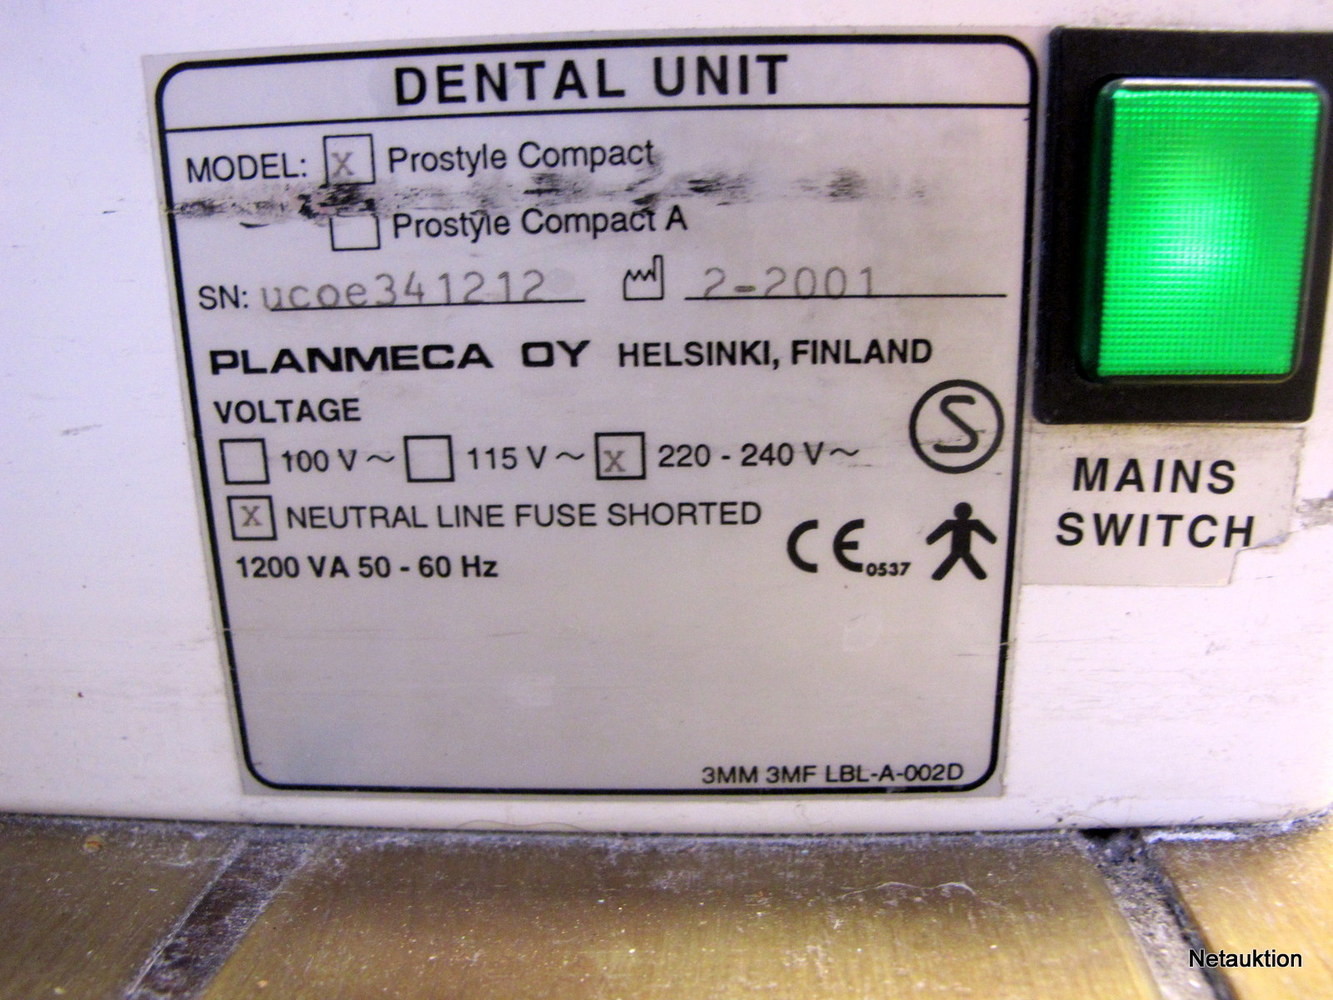 DENTAL UNIT
MODEL: X Prostyle Compact
Prostyle Compact A
SN: ucoe341212 2-2001
PLANMECA OY HELSINKI, FINLAND
VOLTAGE
100 V ~ 115 V ~ X 220 - 240 V ~
S
X NEUTRAL LINE FUSE SHORTED
1200 VA 50 - 60 Hz
CE 0537
3MM 3MF LBL-A-002D
MAINS
SWITCH
Netauktion